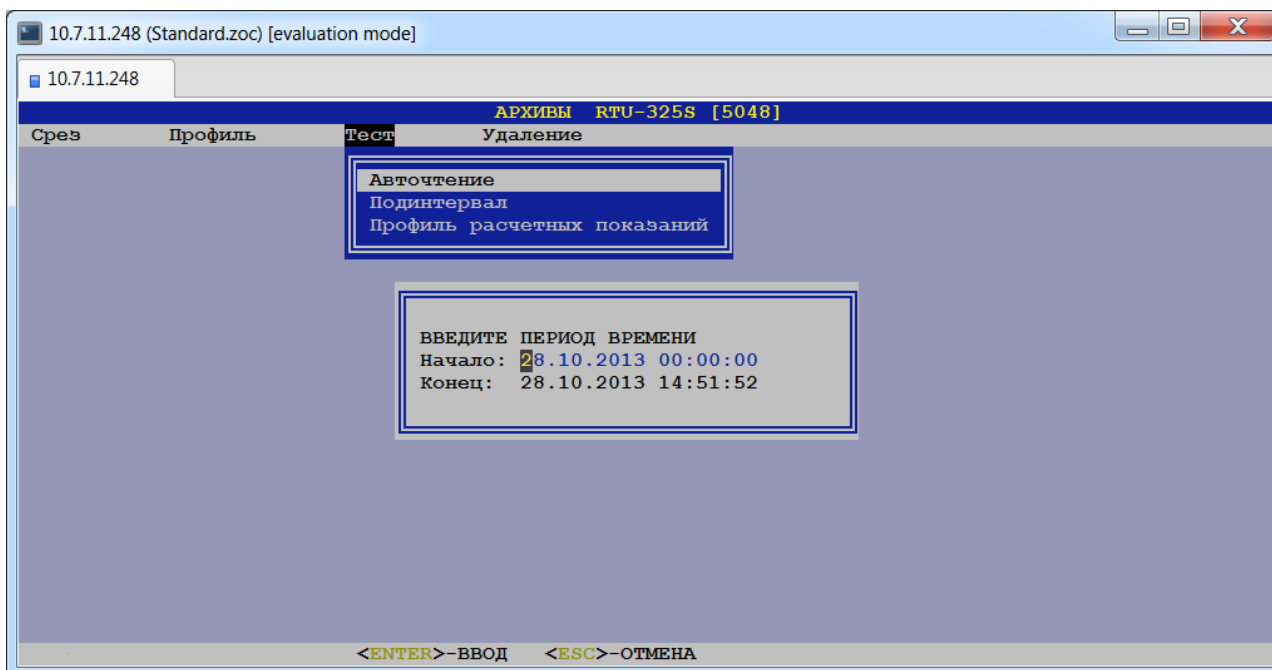 10.7.11.248 (Standard.zoc) [evaluation mode]
10.7.11.248
АРХИВЫ RTU-325S [5048]
Срез Профиль Тест Удаление
Авточтение
Подинтервал
Профиль расчетных показаний
ВВЕДИТЕ ПЕРИОД ВРЕМЕНИ
Начало: 28.10.2013 00:00:00
Конец: 28.10.2013 14:51:52
<ENTER>-ВВОД <ESC>-ОТМЕНА